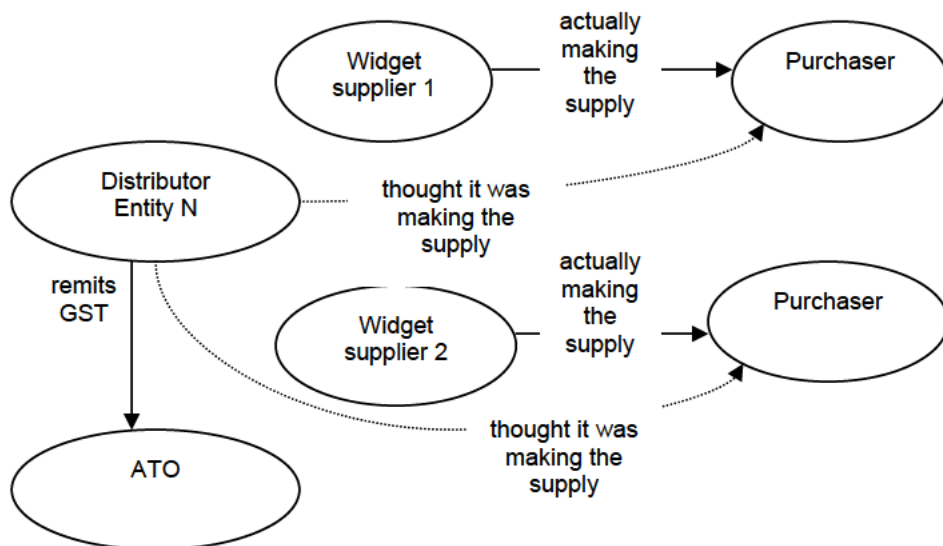 Widget
supplier 1
actually
making
the
supply
Purchaser
Distributor
Entity N
thought it was
making the
supply
remits
GST
Widget
supplier 2
actually
making
the
supply
Purchaser
thought it was
making the
supply
ATO